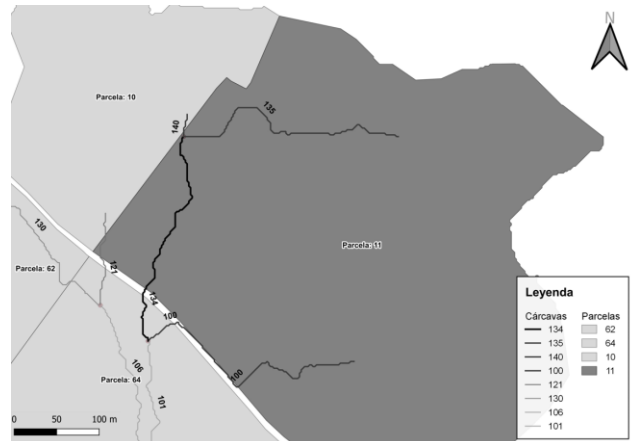 N
Parcela: 10
135
140
130
Parcela: 11
121
Parcela: 62
134
100
100
106
Parcela: 64
101
0 50 100 m
Leyenda
Cárcavas Parcelas
134 62
135 64
140 10
100 11
121
130
106
101